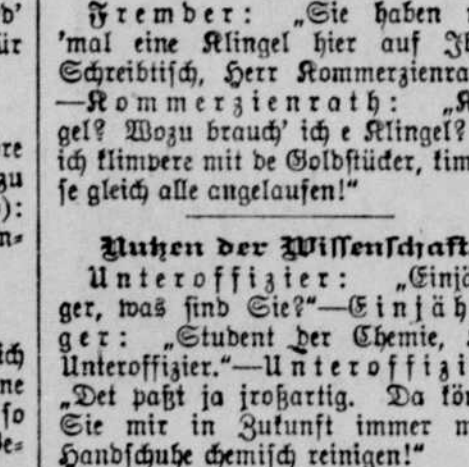 Fremder: „Sie haben
'mal eine Klingel hier auf
Schreibtisch, Herr Kommerzienra
—Kommerzienrath:
gel? Wozu brauch' ich e Klingel?
ich klimpere mit de Goldstücker,
se gleich alle angelaufen!“
Nutzen der Wissenschaft
Unteroffizier: „Einjä
ger, was sind Sie?“—Einjäh
ger: „Student der Chemie,
Unteroffizier.“—Unteroffizi
„Det paßt ja jroßartig. Da kön
Sie mir in Zukunft immer m
Handschuhe chemisch reinigen!“